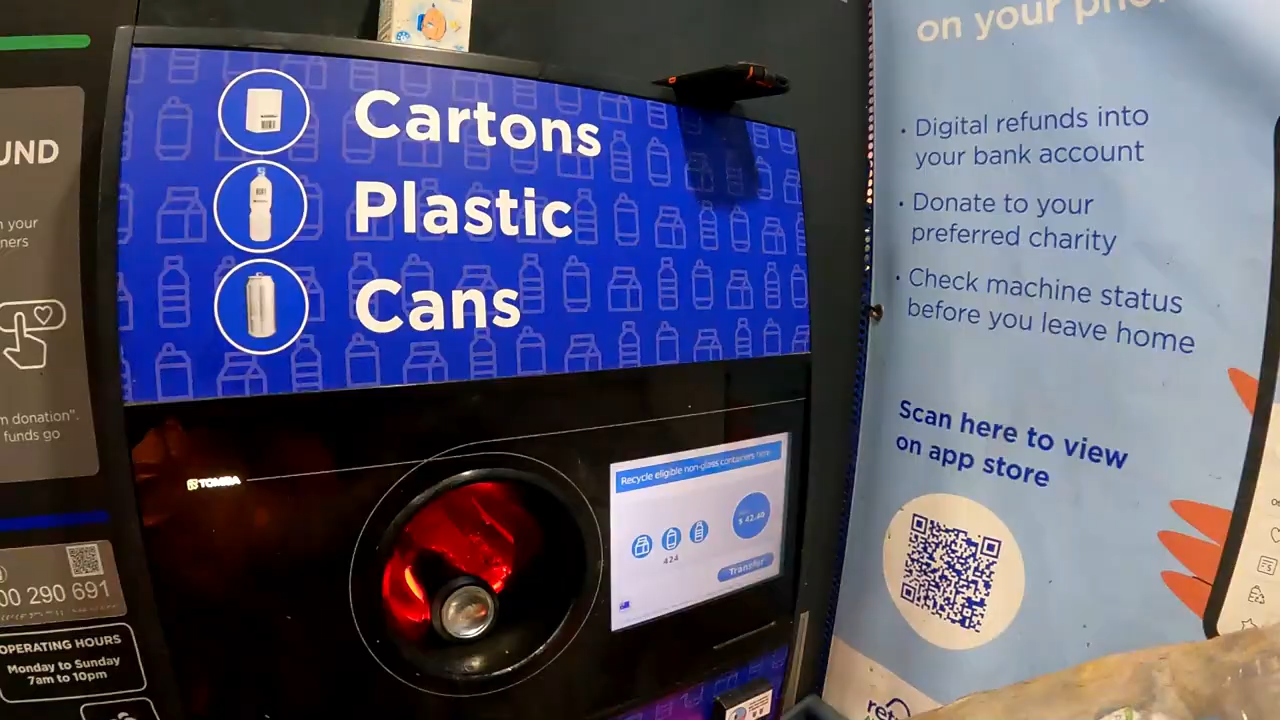 UND
n your
ners
m donation".
funds go
00 290 691
OPERATING HOURS
Monday to Sunday
7am to 10pm
Cartons
Plastic
Cans
TOMRA
Recycle eligible non-glass containers here
$ 42.40
424
Transfer
on your pho
• Digital refunds into
your bank account
• Donate to your
preferred charity
• Check machine status
before you leave home
Scan here to view
on app store
ret